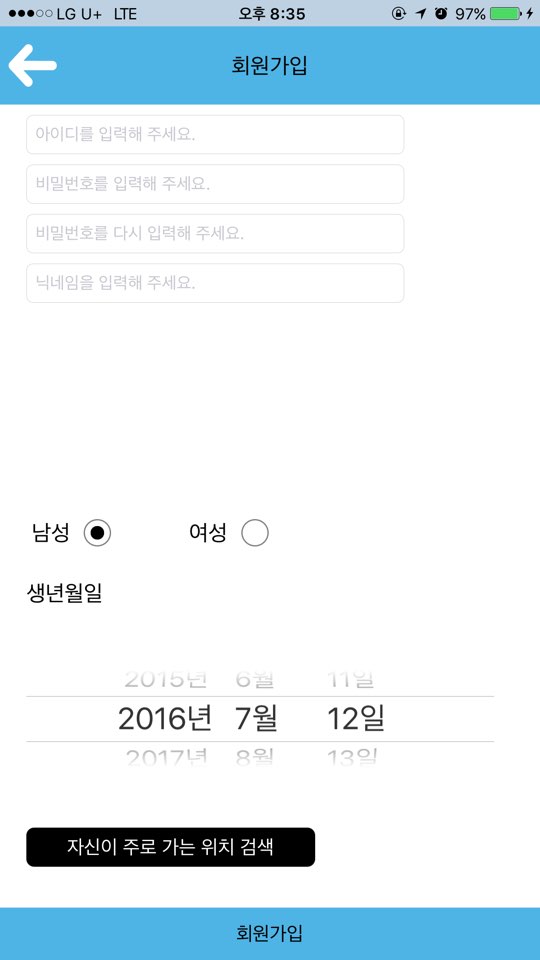 LG U+ LTE 오후 8:35 97%
회원가입
아이디를 입력해 주세요.
비밀번호를 입력해 주세요.
비밀번호를 다시 입력해 주세요.
닉네임을 입력해 주세요.
남성 여성
생년월일
2015년 6월 11일
2016년 7월 12일
2017년 8월 13일
자신이 주로 가는 위치 검색
회원가입